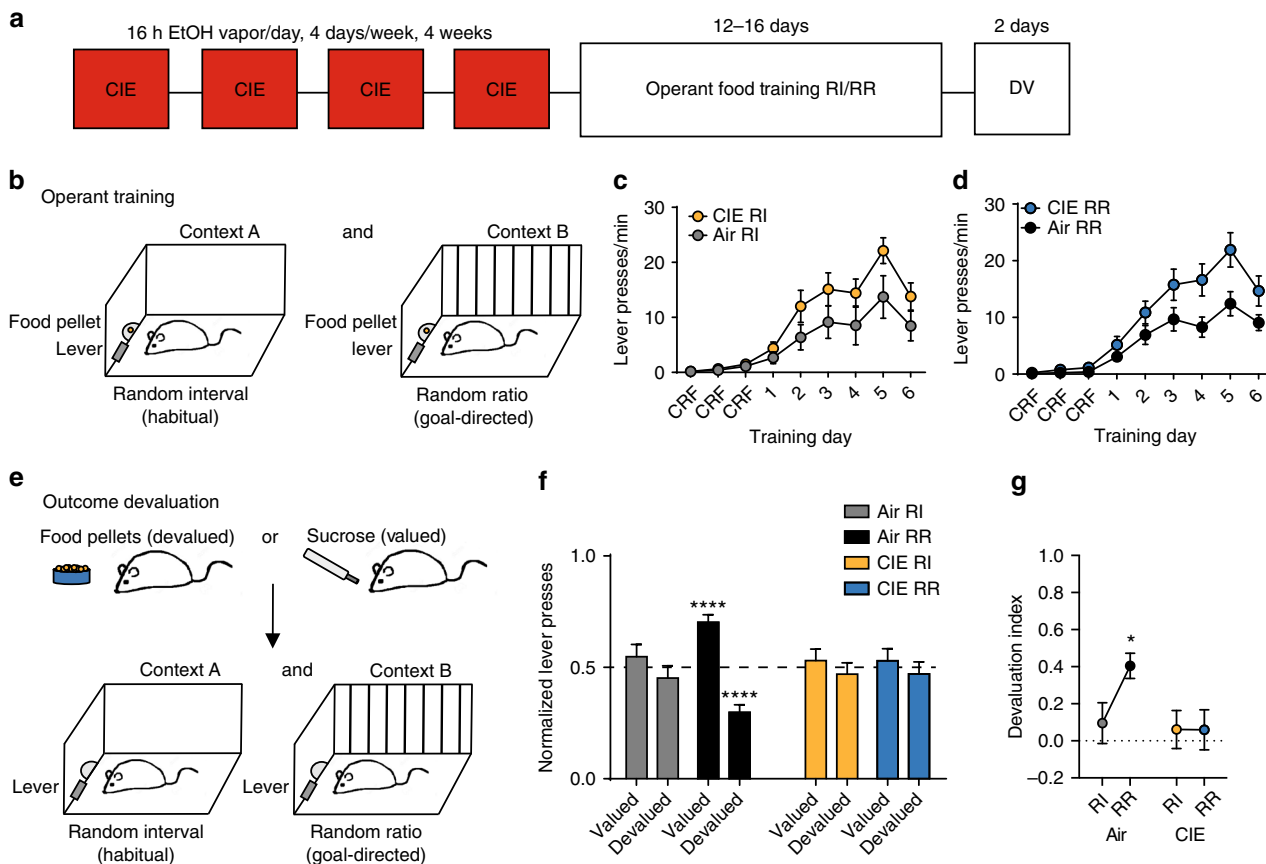 a
16 h EtOH vapor/day, 4 days/week, 4 weeks
12–16 days
2 days
CIE
CIE
CIE
CIE
Operant food training RI/RR
DV
b
Operant training
Context A
and
Context B
Food pellet
Lever
Food pellet
lever
Random interval
(habitual)
Random ratio
(goal-directed)
c
30
20
10
0
Lever presses/min
CIE RI
Air RI
CRF
CRF
CRF
1
2
3
4
5
6
Training day
d
30
20
10
0
Lever presses/min
CIE RR
Air RR
CRF
CRF
CRF
1
2
3
4
5
6
Training day
e
Outcome devaluation
Food pellets (devalued)
or
Sucrose (valued)
Context A
and
Context B
Lever
Lever
Random interval
(habitual)
Random ratio
(goal-directed)
f
Air RI
Air RR
CIE RI
CIE RR
1.0
0.5
0.0
Normalized lever presses
****
****
Valued
Devalued
Valued
Devalued
Valued
Devalued
Valued
Devalued
g
1.0
0.8
0.6
0.4
0.2
0.0
–0.2
Devaluation index
*
RI
RR
RI
RR
Air
CIE